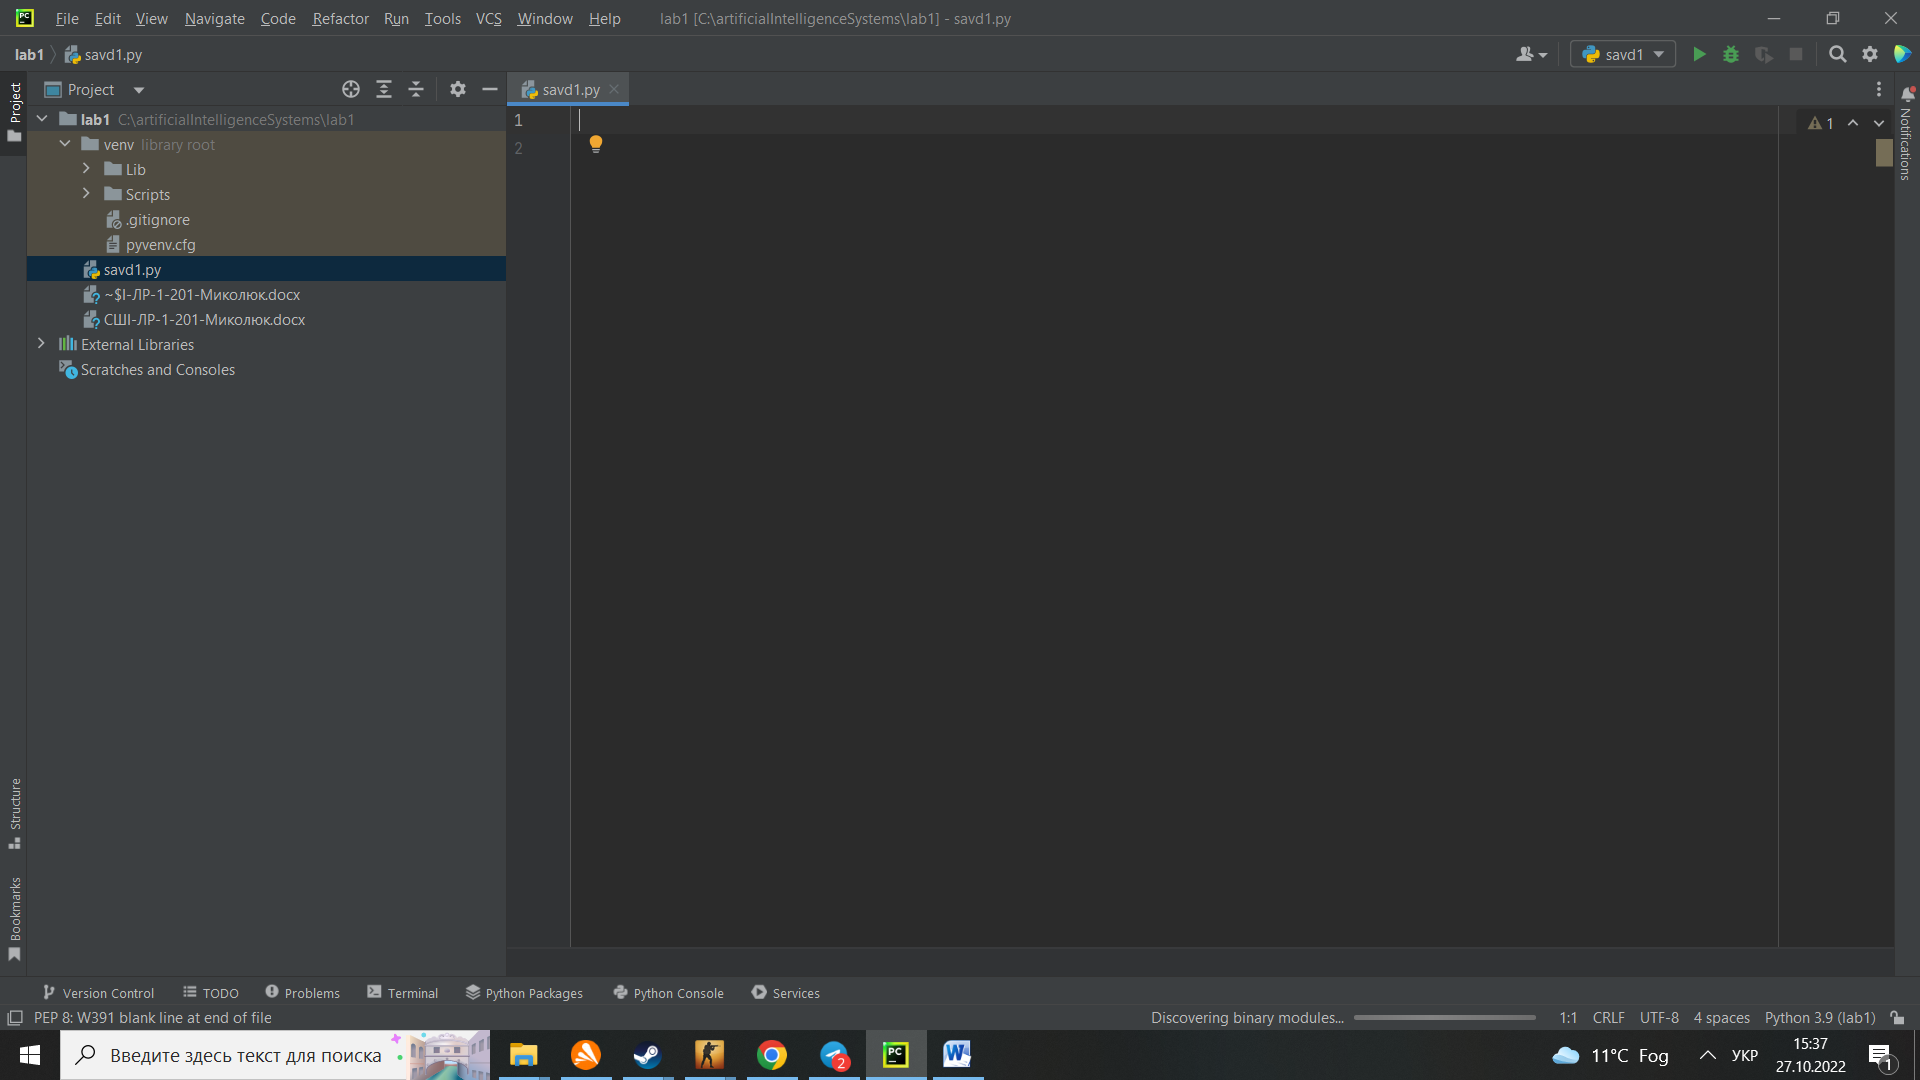 PC
File Edit View Navigate Code Refactor Run Tools VCS Window Help lab1 [C:\artificialIntelligenceSystems\lab1] - savd1.py
lab1 savd1.py savd1
Project
Project
savd1.py
Notifications
lab1 C:\artificialIntelligenceSystems\lab1
1
2
1
venv library root
Lib
Scripts
.gitignore
pyvenv.cfg
savd1.py
~$І-ЛР-1-201-Миколюк.docx
СШІ-ЛР-1-201-Миколюк.docx
External Libraries
Scratches and Consoles
Structure
Bookmarks
Version Control TODO Problems Terminal Python Packages Python Console Services
PEP 8: W391 blank line at end of file Discovering binary modules... 1:1 CRLF UTF-8 4 spaces Python 3.9 (lab1)
Введите здесь текст для поиска 2 PC W 11°C Fog УКР 15:37
27.10.2022 1